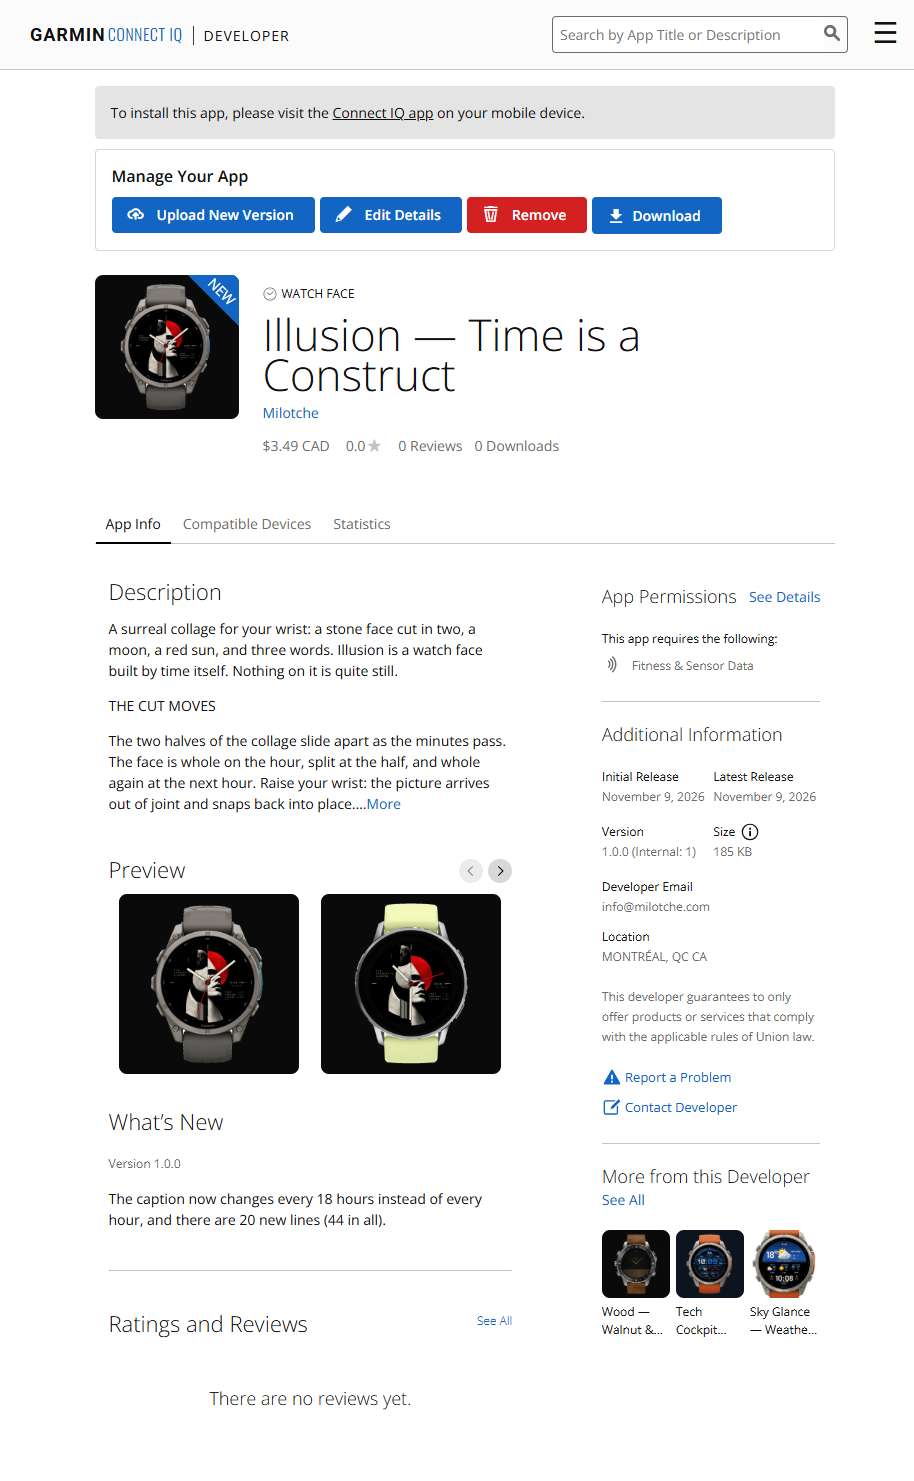 GARMIN CONNECT IQ | DEVELOPER
Search by App Title or Description
To install this app, please visit the Connect IQ app on your mobile device.
Manage Your App
Upload New Version
Edit Details
Remove
Download
NEW
WATCH FACE
Illusion — Time is a
Construct
Milotche
$3.49 CAD 0.0 0 Reviews 0 Downloads
App Info Compatible Devices Statistics
Description
A surreal collage for your wrist: a stone face cut in two, a
moon, a red sun, and three words. Illusion is a watch face
built by time itself. Nothing on it is quite still.
THE CUT MOVES
The two halves of the collage slide apart as the minutes pass.
The face is whole on the hour, split at the half, and whole
again at the next hour. Raise your wrist: the picture arrives
out of joint and snaps back into place....More
Preview
What's New
Version 1.0.0
The caption now changes every 18 hours instead of every
hour, and there are 20 new lines (44 in all).
Ratings and Reviews
See All
There are no reviews yet.
App Permissions See Details
This app requires the following:
Fitness & Sensor Data
Additional Information
Initial Release Latest Release
November 9, 2026 November 9, 2026
Version Size
1.0.0 (Internal: 1) 185 KB
Developer Email
info@milotche.com
Location
MONTRÉAL, QC CA
This developer guarantees to only
offer products or services that comply
with the applicable rules of Union law.
Report a Problem
Contact Developer
More from this Developer
See All
Wood —
Walnut &...
Tech
Cockpit...
Sky Glance
— Weathe...